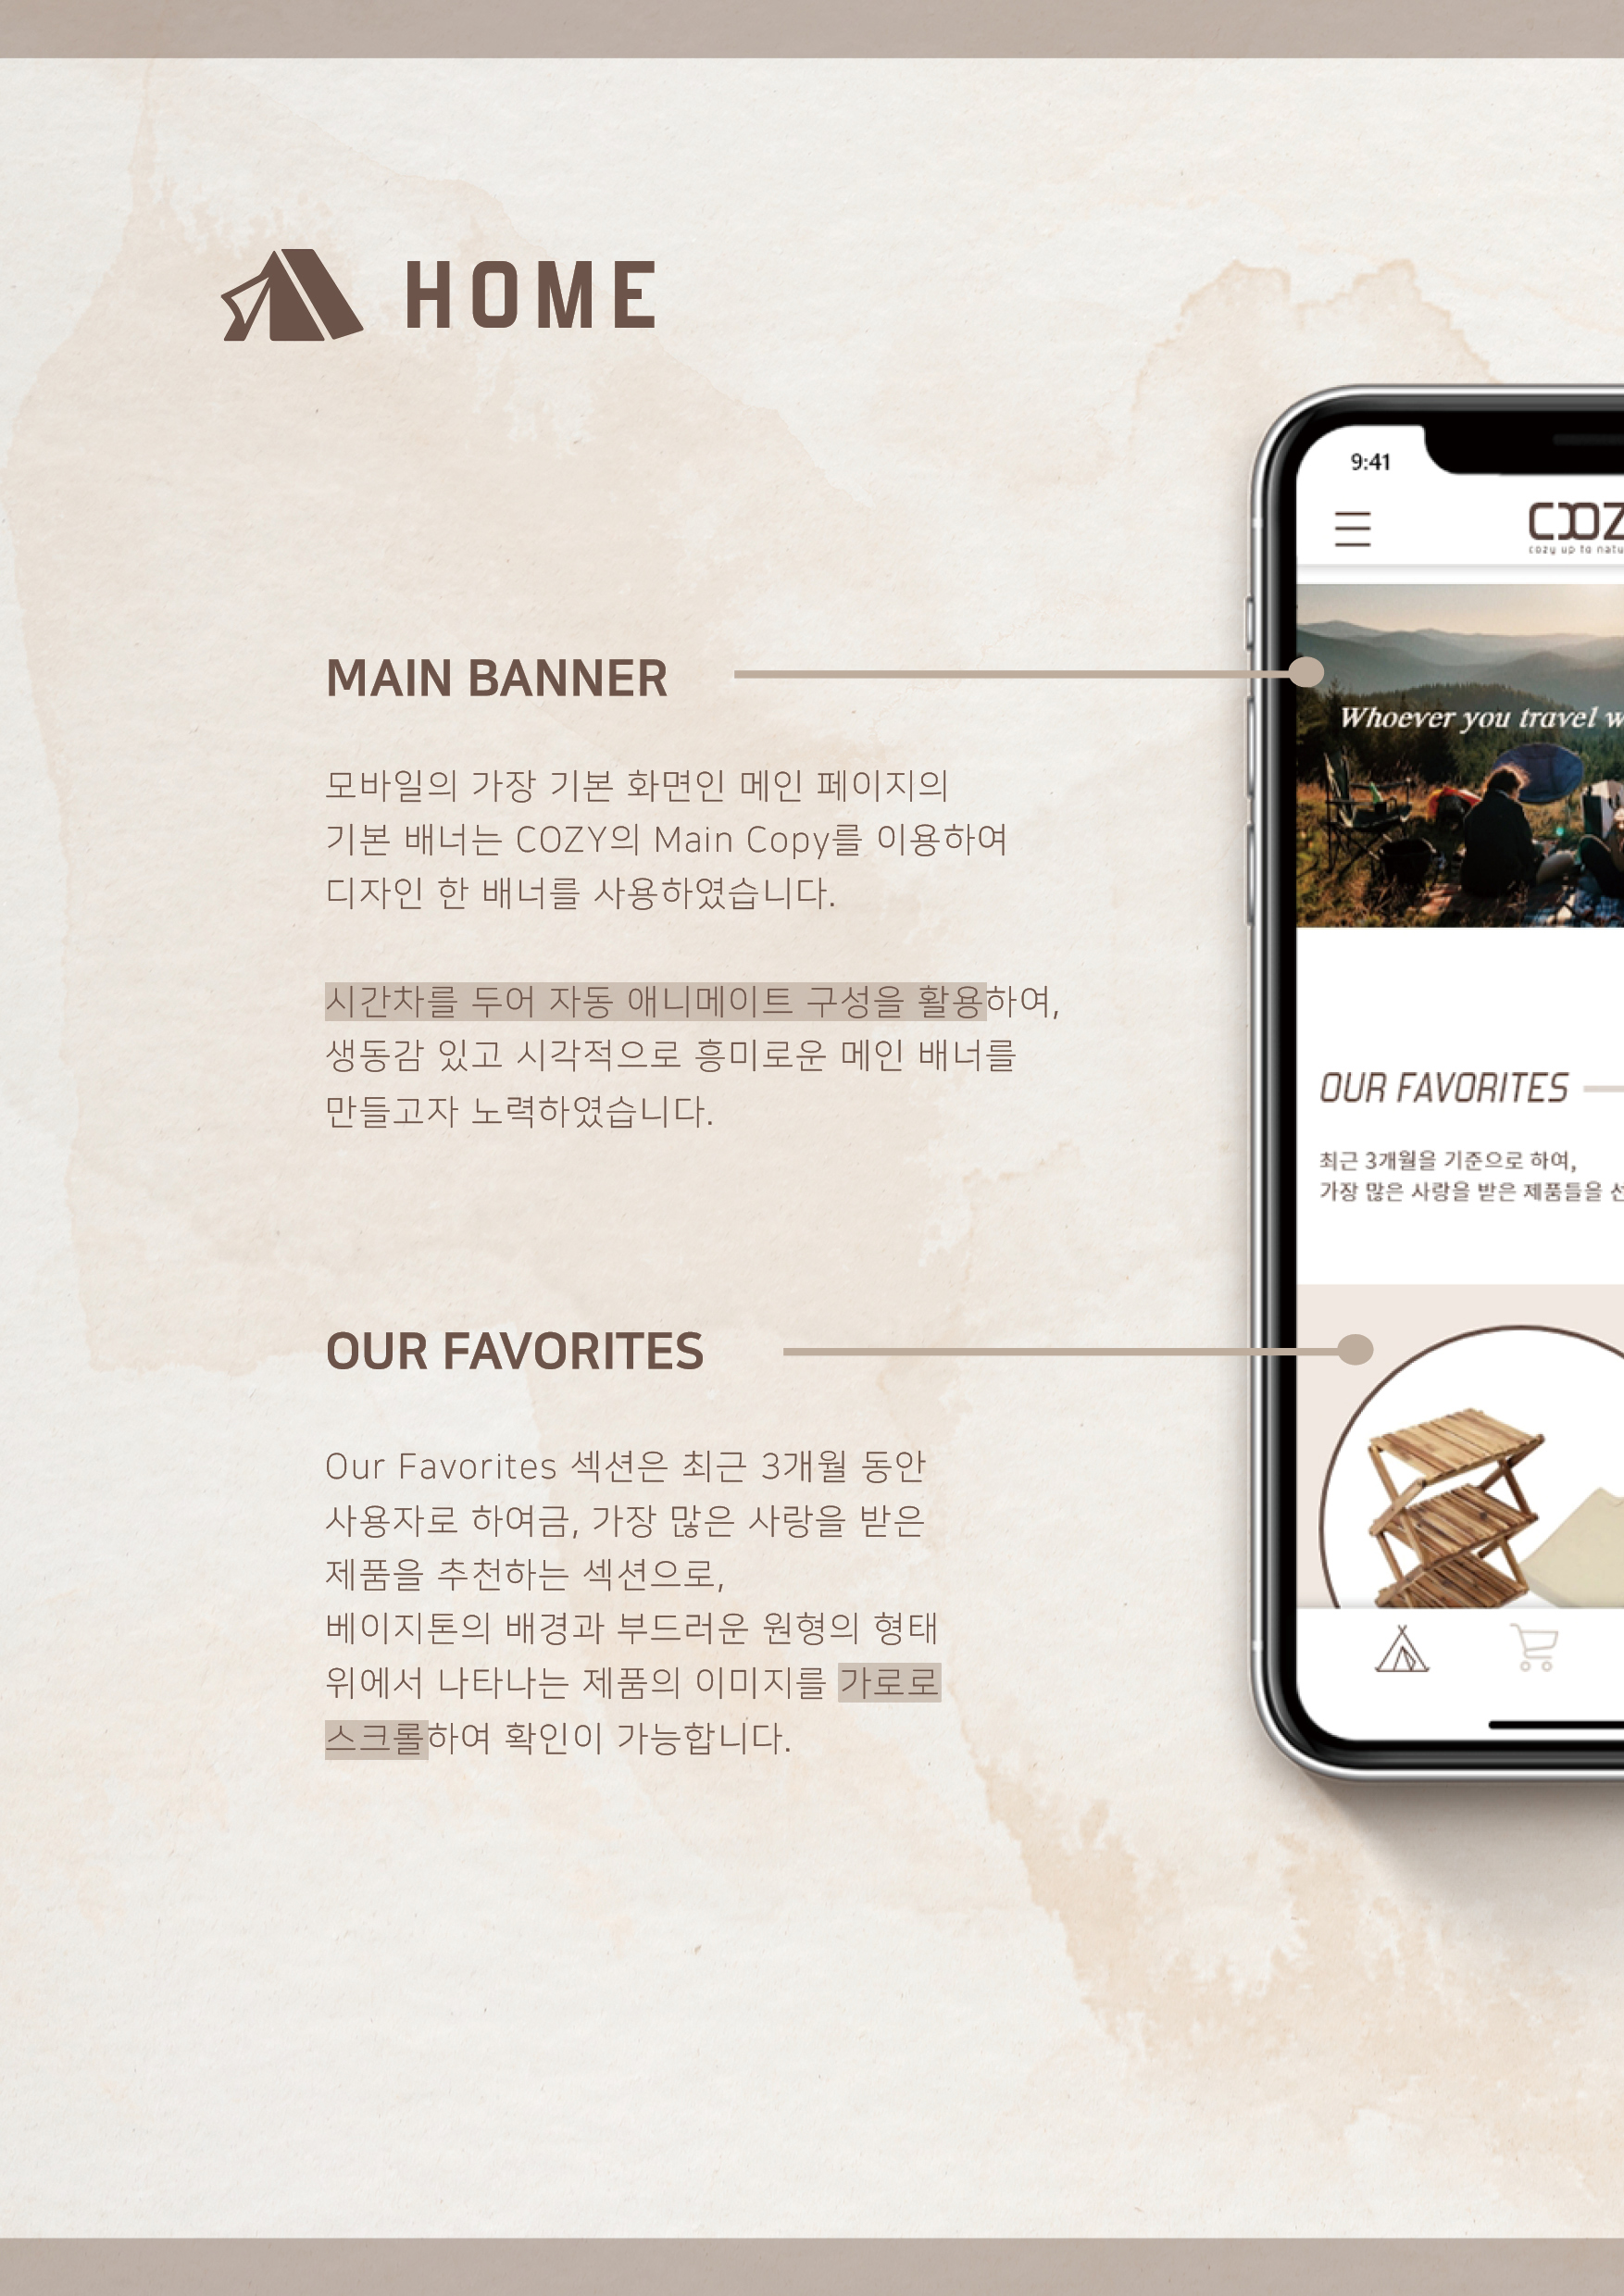 HOME
MAIN BANNER
모바일의 가장 기본 화면인 메인 페이지의
기본 배너는 COZY의 Main Copy를 이용하여
디자인 한 배너를 사용하였습니다.
시간차를 두어 자동 애니메이트 구성을 활용하여,
생동감 있고 시각적으로 흥미로운 메인 배너를
만들고자 노력하였습니다.
OUR FAVORITES
Our Favorites 섹션은 최근 3개월 동안
사용자로 하여금, 가장 많은 사랑을 받은
제품을 추천하는 섹션으로,
베이지톤의 배경과 부드러운 원형의 형태
위에서 나타나는 제품의 이미지를 가로로
스크롤하여 확인이 가능합니다.
9:41
COZ
cozy up to natu
Whoever you travel w
OUR FAVORITES
최근 3개월을 기준으로 하여,
가장 많은 사랑을 받은 제품들을 선